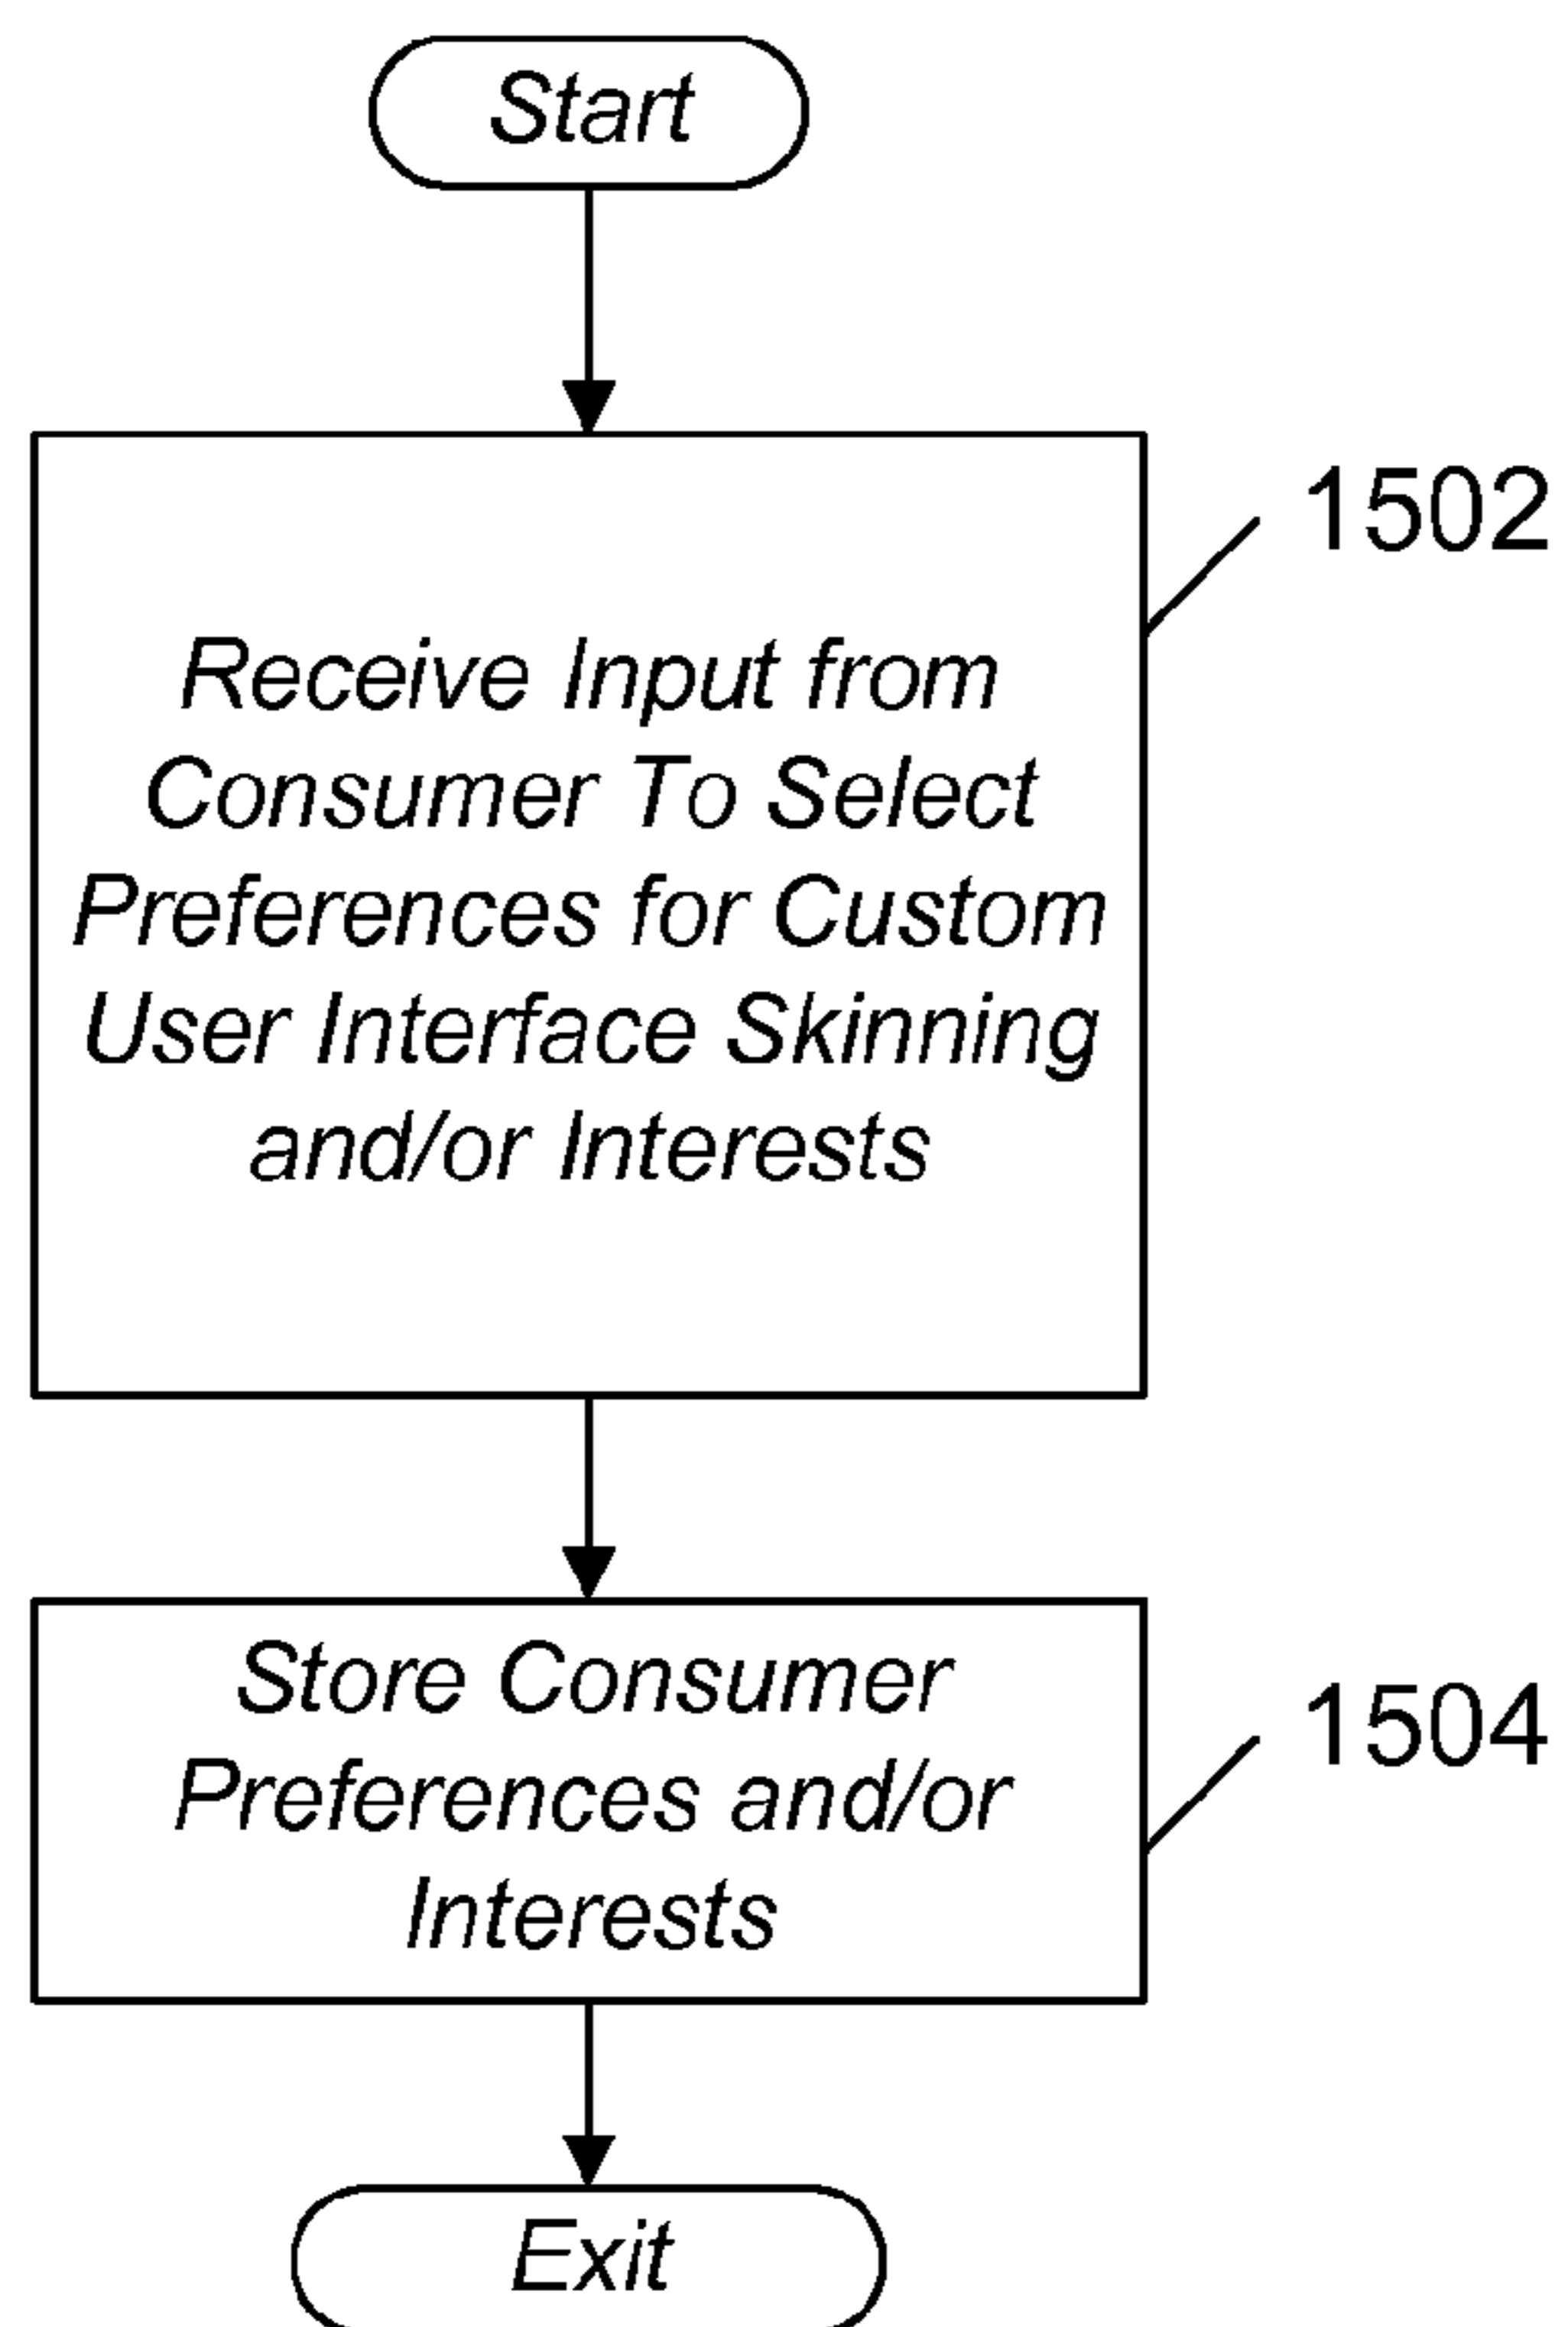 Start
1502
Receive Input from
Consumer To Select
Preferences for Custom
User Interface Skinning
and/or Interests
Store Consumer
1504
Preferences and/or
Interests
Exit